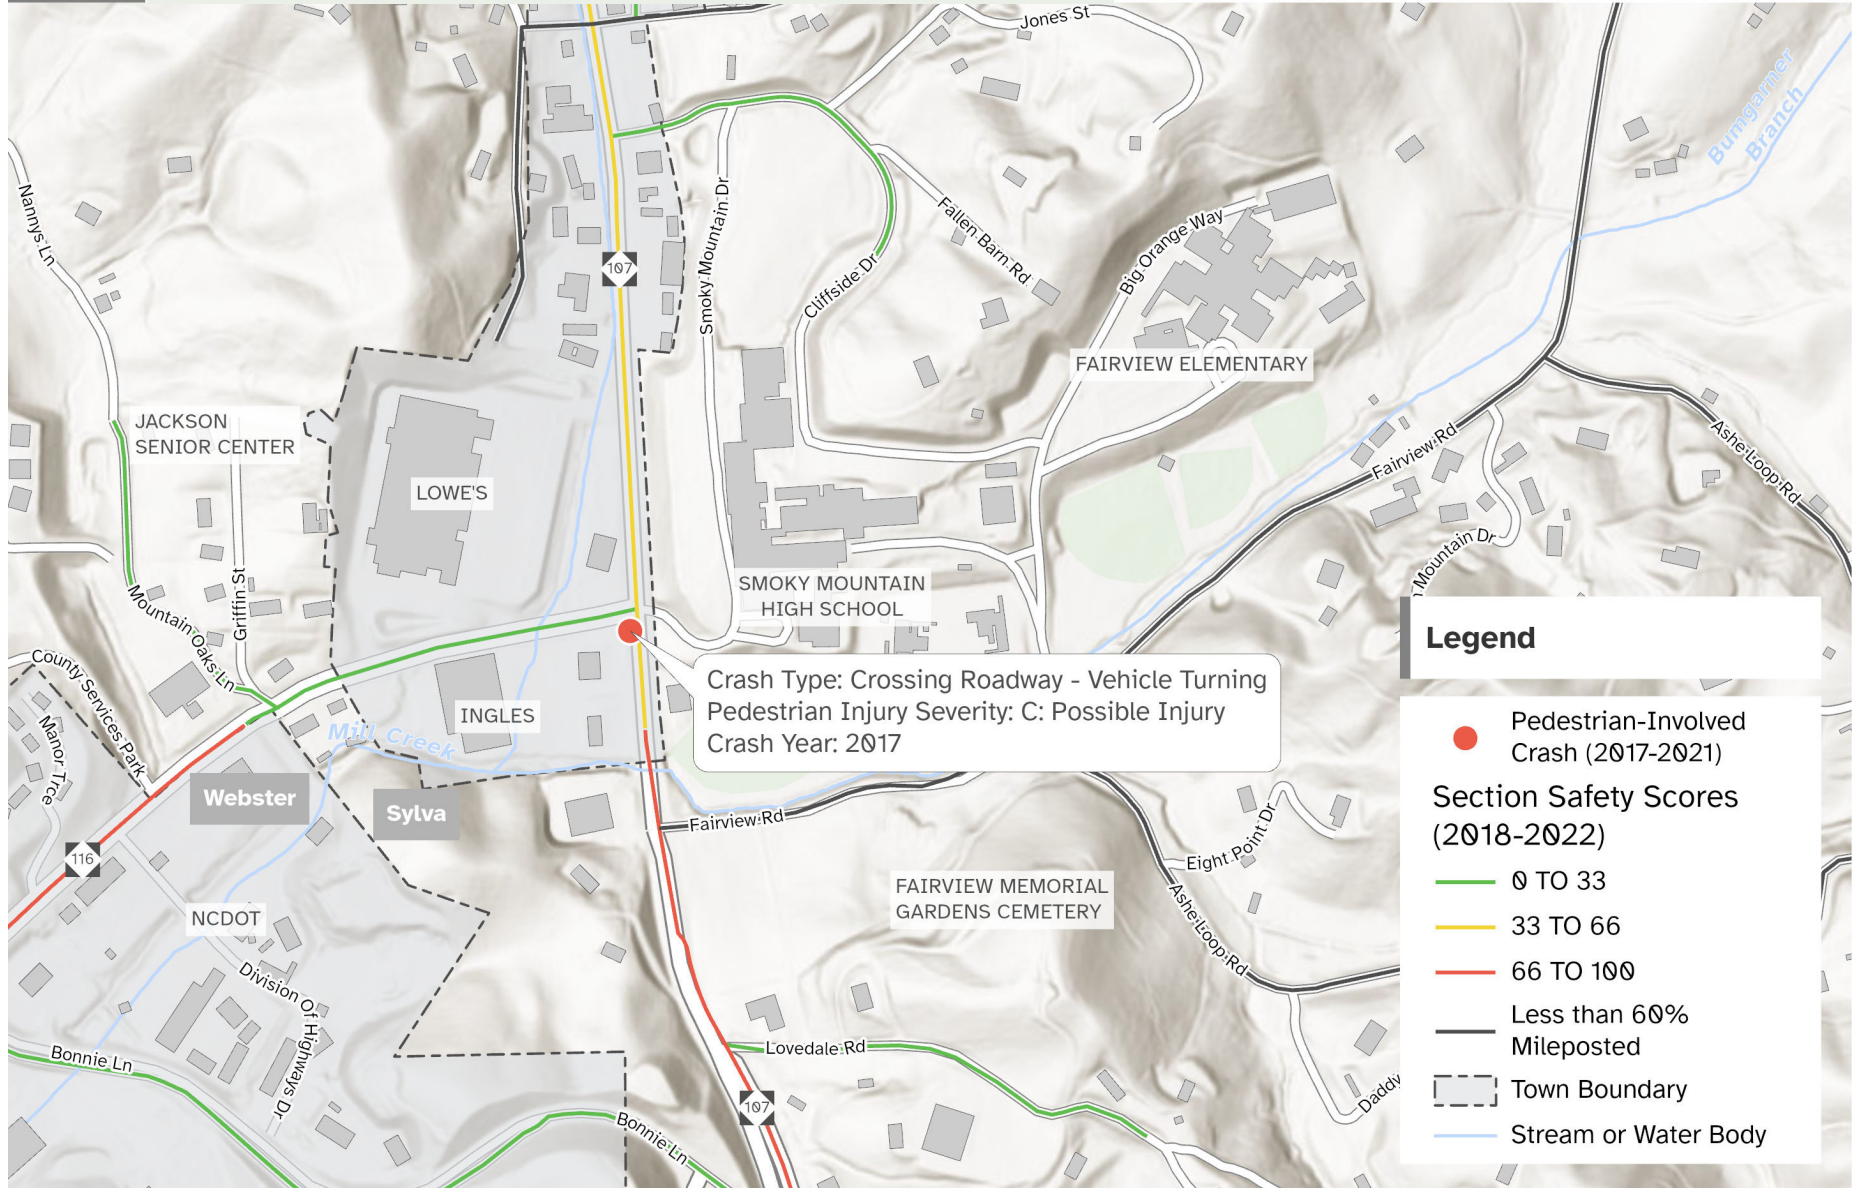 Jones St
Bumgarner
Branch
Nannys Ln
Smoky Mountain Dr
Fallen Barn Rd
Big Orange Way
107
Cliffside Dr
FAIRVIEW ELEMENTARY
JACKSON
SENIOR CENTER
LOWE'S
Fairview Rd
Ashe Loop Rd
Mountain Dr
SMOKY MOUNTAIN
HIGH SCHOOL
Mountain Oaks Ln
Griffin St
County Services Park
Manor Trce
INGLES
Mill Creek
Crash Type: Crossing Roadway - Vehicle Turning
Pedestrian Injury Severity: C: Possible Injury
Crash Year: 2017
Webster
Sylva
Fairview Rd
Eight Point Dr
116
FAIRVIEW MEMORIAL
GARDENS CEMETERY
Ashe Loop Rd
NCDOT
Division Of Highways Dr
Bonnie Ln
Lovedale Rd
107
Bonnie Ln
Daddy
Legend
Pedestrian-Involved
Crash (2017-2021)
Section Safety Scores
(2018-2022)
0 TO 33
33 TO 66
66 TO 100
Less than 60%
Mileposted
Town Boundary
Stream or Water Body